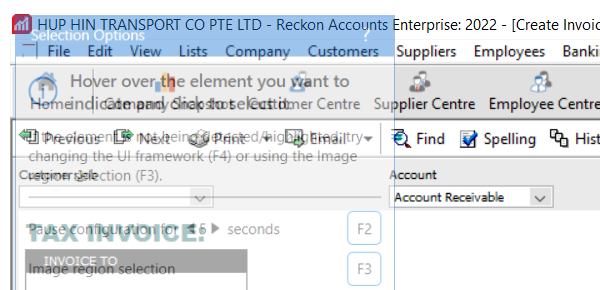 HUP HIN TRANSPORT CO PTE LTD - Reckon Accounts Enterprise: 2022 - [Create Invoic
Selection Options ?
File Edit View Lists Company Customers Suppliers Employees Banki
Hover over the element you want to
indicate and click to select it.
Home Company Snapshot Customer Centre Supplier Centre Employee Centre
Previous Next Print Email Find Spelling Hist
If the element is not being detected/highlighted, try
changing the UI framework (F4) or using the Image
region selection (F3).
Customer:Job Account
Account Receivable
Pause configuration for 5 seconds F2
TAX INVOICE:
INVOICE TO
Image region selection F3